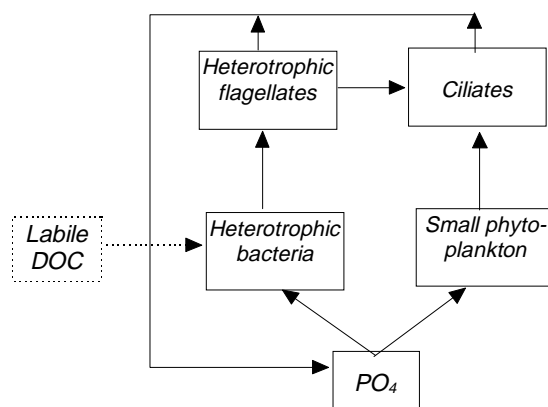 Heterotrophic
flagellates
Ciliates
Labile
DOC
Heterotrophic
bacteria
Small phyto-
plankton
PO₄